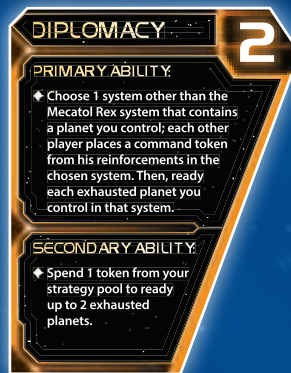 DIPLOMACY
2
PRIMARY ABILITY:
Choose 1 system other than the
Mecatol Rex system that contains
a planet you control; each other
player places a command token
from his reinforcements in the
chosen system. Then, ready
each exhausted planet you
control in that system.
SECONDARY ABILITY:
Spend 1 token from your
strategy pool to ready
up to 2 exhausted
planets.